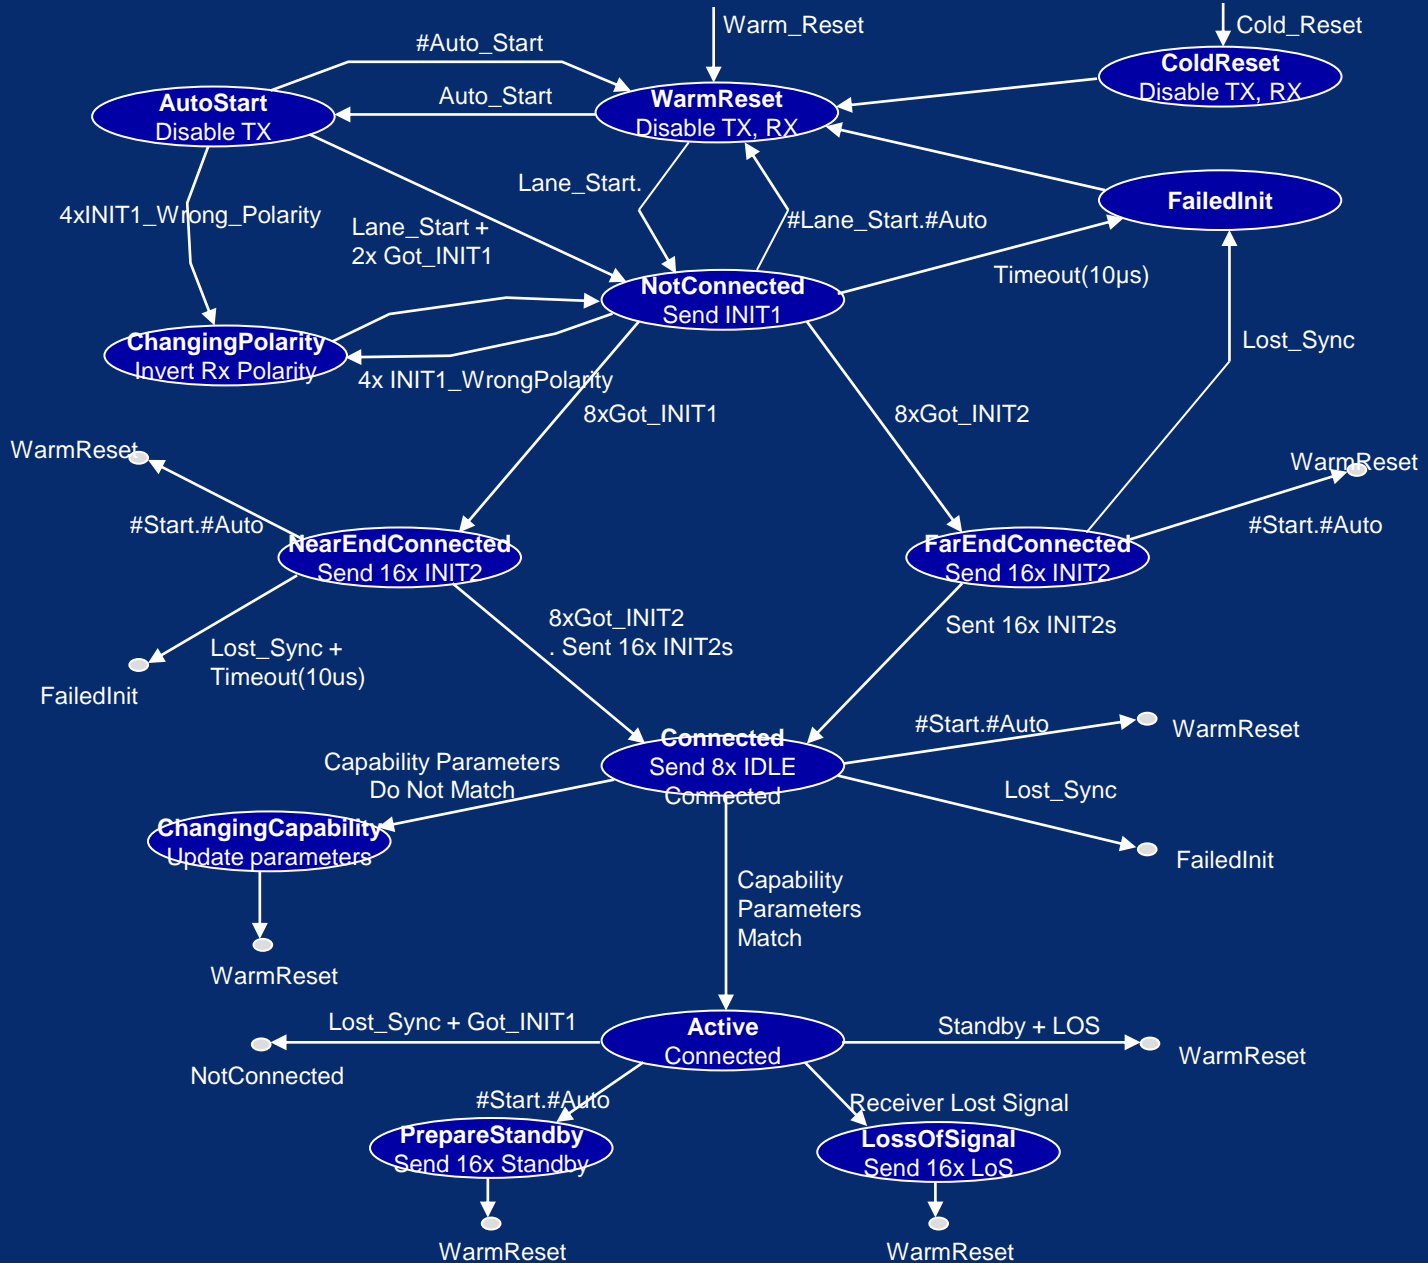 Warm_Reset
Cold_Reset
#Auto_Start
ColdReset
Disable TX, RX
AutoStart
Disable TX
Auto_Start
WarmReset
Disable TX, RX
Lane_Start.
FailedInit
4xINIT1_Wrong_Polarity
#Lane_Start.#Auto
Lane_Start +
2x Got_INIT1
Timeout(10µs)
NotConnected
Send INIT1
ChangingPolarity
Invert Rx Polarity
Lost_Sync
4x INIT1_WrongPolarity
8xGot_INIT1
8xGot_INIT2
WarmReset
WarmReset
#Start.#Auto
#Start.#Auto
NearEndConnected
Send 16x INIT2
FarEndConnected
Send 16x INIT2
8xGot_INIT2
. Sent 16x INIT2s
Sent 16x INIT2s
Lost_Sync +
Timeout(10us)
FailedInit
#Start.#Auto
WarmReset
Connected
Send 8x IDLE
Connected
Capability Parameters
Do Not Match
Lost_Sync
ChangingCapability
Update parameters
FailedInit
Capability
Parameters
Match
WarmReset
Lost_Sync + Got_INIT1
Active
Connected
Standby + LOS
WarmReset
NotConnected
#Start.#Auto
Receiver Lost Signal
PrepareStandby
Send 16x Standby
LossOfSignal
Send 16x LoS
WarmReset
WarmReset